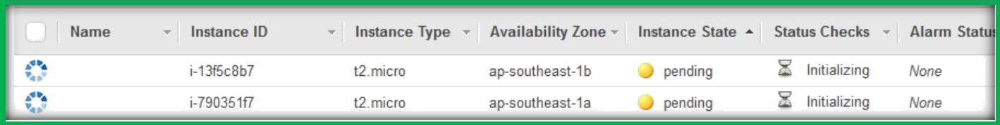 Name Instance ID Instance Type Availability Zone Instance State Status Checks Alarm Status
i-13f5c8b7 t2.micro ap-southeast-1b pending Initializing None
i-790351f7 t2.micro ap-southeast-1a pending Initializing None